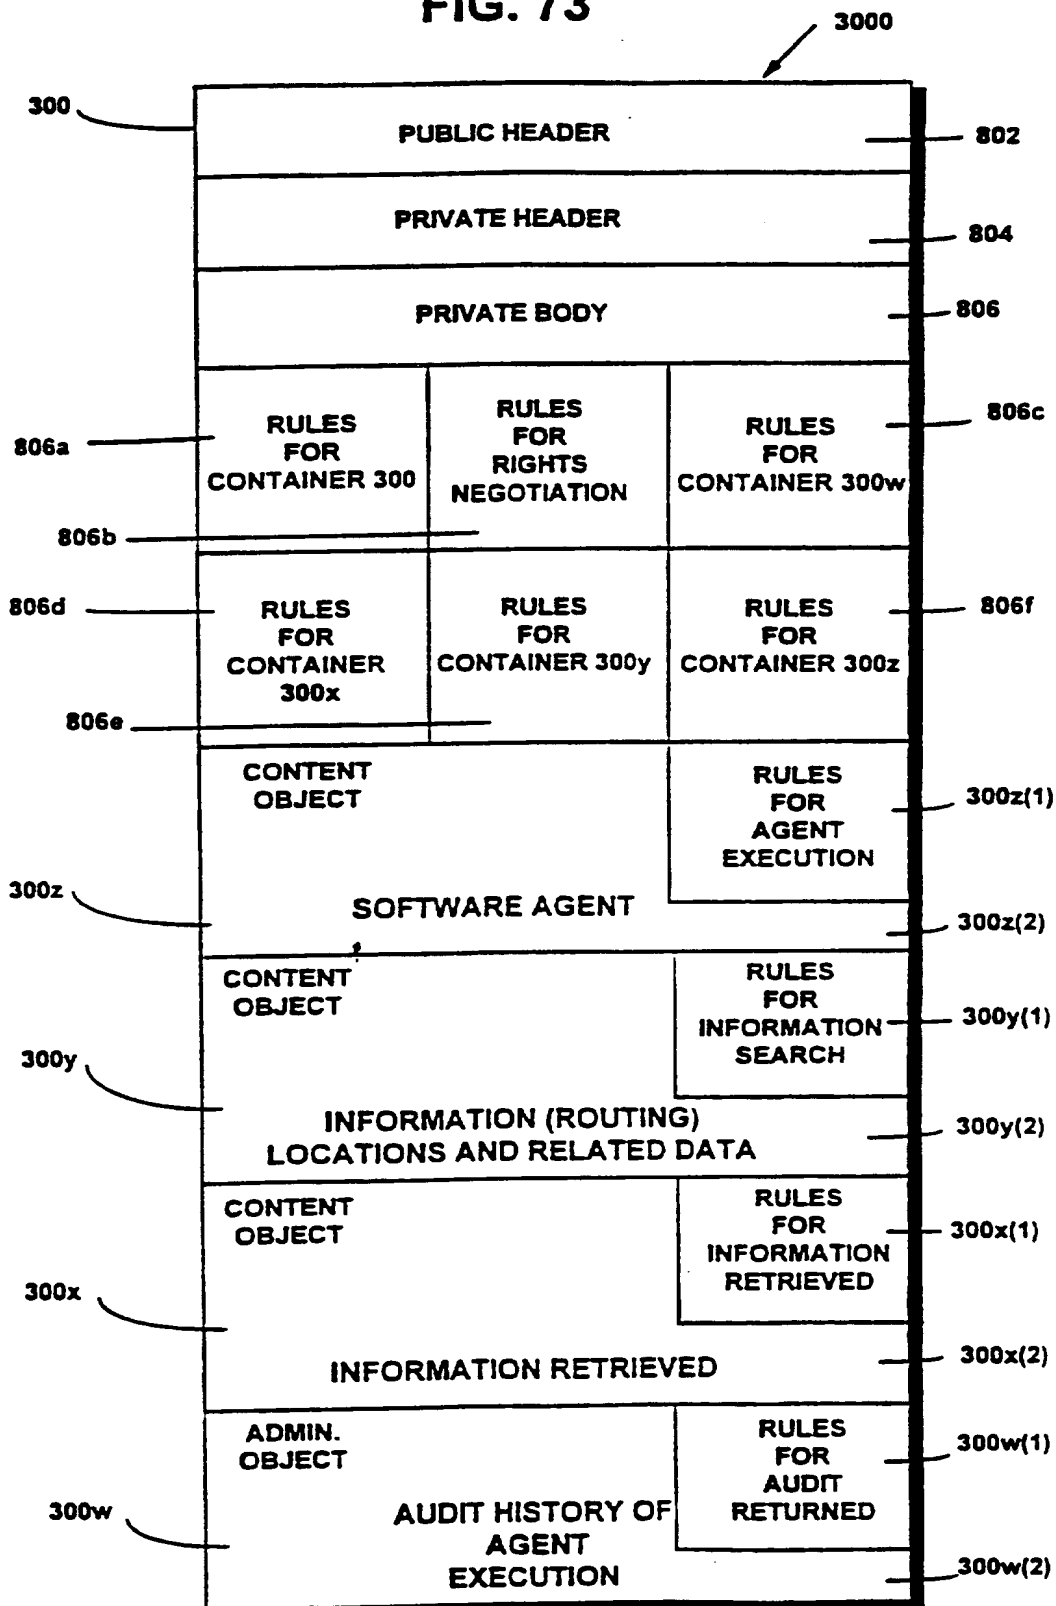 FIG. 73
3000
300
PUBLIC HEADER
802
PRIVATE HEADER
804
PRIVATE BODY
806
806a
RULES
FOR
CONTAINER 300
806b
RULES
FOR
RIGHTS
NEGOTIATION
RULES
FOR
CONTAINER 300w
806c
806d
RULES
FOR
CONTAINER
300x
806e
RULES
FOR
CONTAINER 300y
RULES
FOR
CONTAINER 300z
806f
CONTENT
OBJECT
RULES
FOR
AGENT
EXECUTION
300z(1)
300z
SOFTWARE AGENT
300z(2)
CONTENT
OBJECT
RULES
FOR
INFORMATION
SEARCH
300y(1)
300y
INFORMATION (ROUTING)
LOCATIONS AND RELATED DATA
300y(2)
CONTENT
OBJECT
RULES
FOR
INFORMATION
RETRIEVED
300x(1)
300x
INFORMATION RETRIEVED
300x(2)
ADMIN.
OBJECT
RULES
FOR
AUDIT
RETURNED
300w(1)
300w
AUDIT HISTORY OF
AGENT
EXECUTION
300w(2)